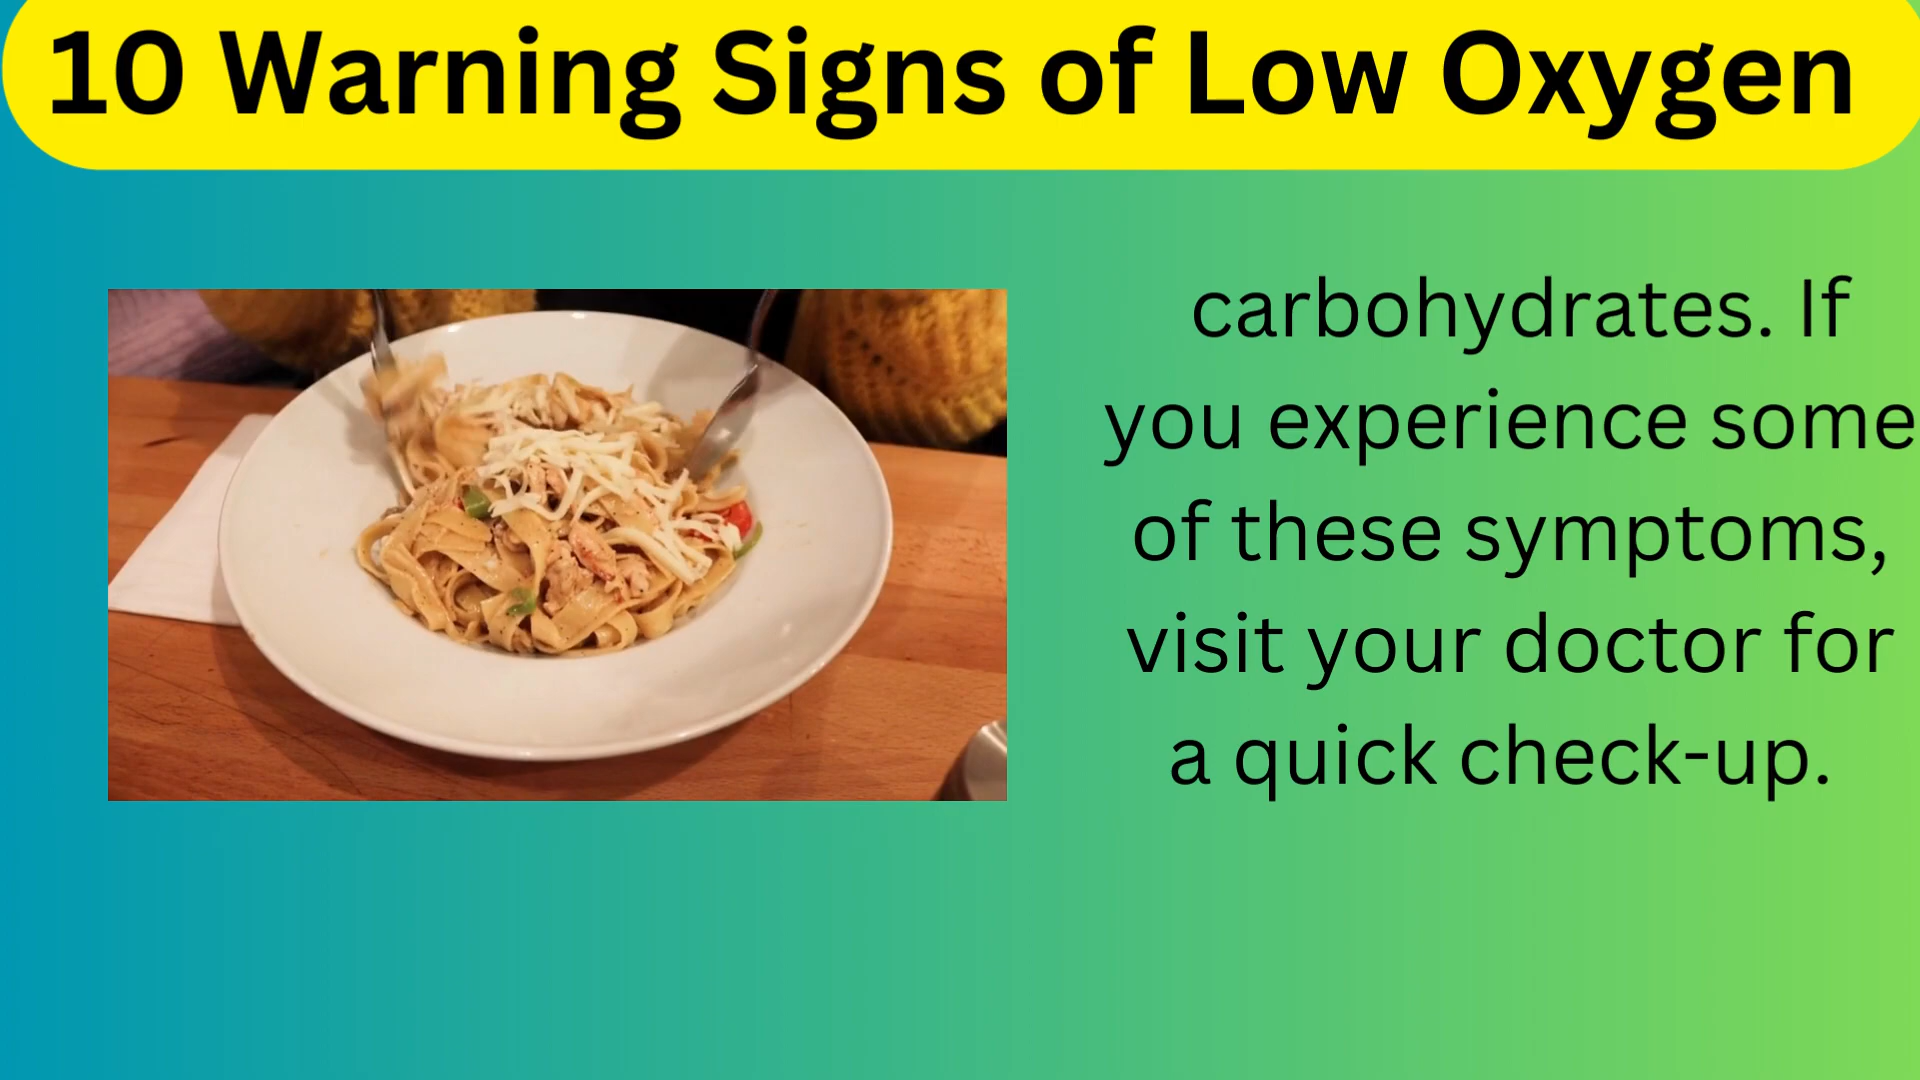 10 Warning Signs of Low Oxygen
carbohydrates. If
you experience some
of these symptoms,
visit your doctor for
a quick check-up.